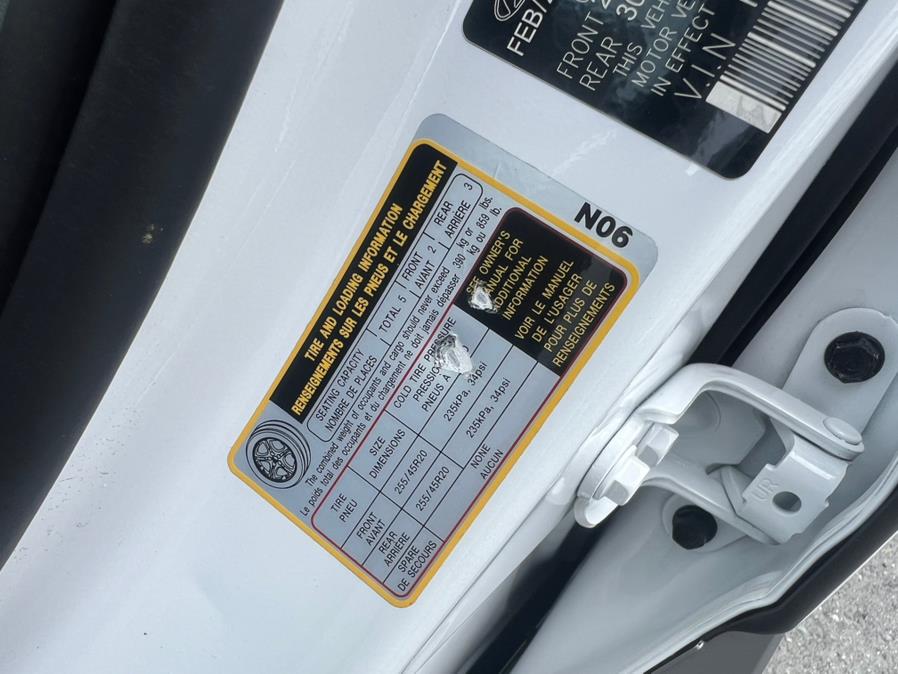 FEB/
FRONT
REAR 30
THIS VEH
MOTOR VE
IN EFFECT
V.I.N
N06
TIRE AND LOADING INFORMATION
RENSEIGNEMENTS SUR LES PNEUS ET LE CHARGEMENT
SEATING CAPACITY TOTAL 5 FRONT 2 REAR 3
NOMBRE DE PLACES AVANT ARRIÈRE
The combined weight of occupants and cargo should never exceed 390 kg or 859 lbs.
Le poids total des occupants et du chargement ne doit jamais dépasser 390 kg ou 859 lb.
TIRE SIZE COLD TIRE PRESSURE
PNEU DIMENSIONS PRESSION
PNEUS A
FRONT 255/45R20 235kPa, 34psi
AVANT
REAR 255/45R20 235kPa, 34psi
ARRIÈRE
SPARE NONE
DE SECOURS AUCUN
SEE OWNER'S
MANUAL FOR
ADDITIONAL
INFORMATION
VOIR LE MANUEL
DE L'USAGER
POUR PLUS DE
RENSEIGNEMENTS
UR